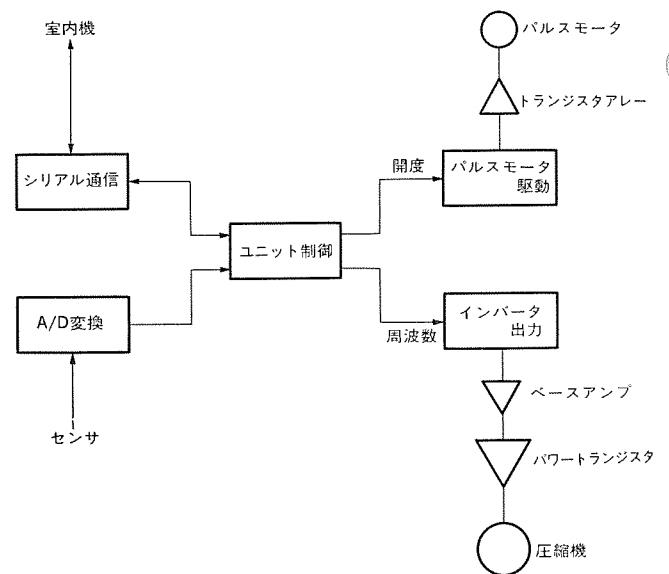 室内機
パルスモータ
トランジスタアレー
シリアル通信
開度
パルスモータ
駆動
ユニット制御
A/D変換
周波数
インバータ
出力
センサ
ベースアンプ
パワートランジスタ
圧縮機